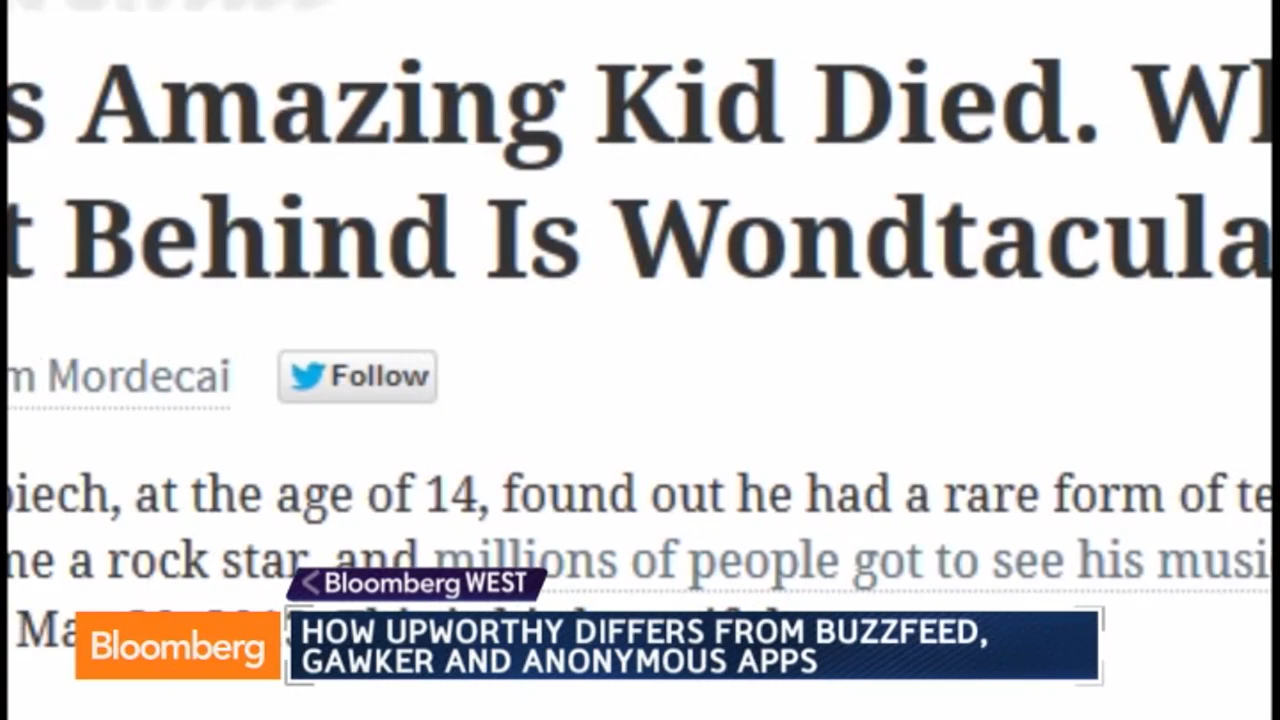 s Amazing Kid Died. Wh
t Behind Is Wondtacula
m Mordecai
Follow
piech, at the age of 14, found out he had a rare form of te
ne a rock star, and millions of people got to see his musi
<Bloomberg WEST
Bloomberg
HOW UPWORTHY DIFFERS FROM BUZZFEED,
GAWKER AND ANONYMOUS APPS